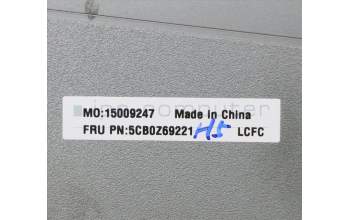 MO:15009247 Made in China
FRU PN:5CB0Z69221 H5 LCFC